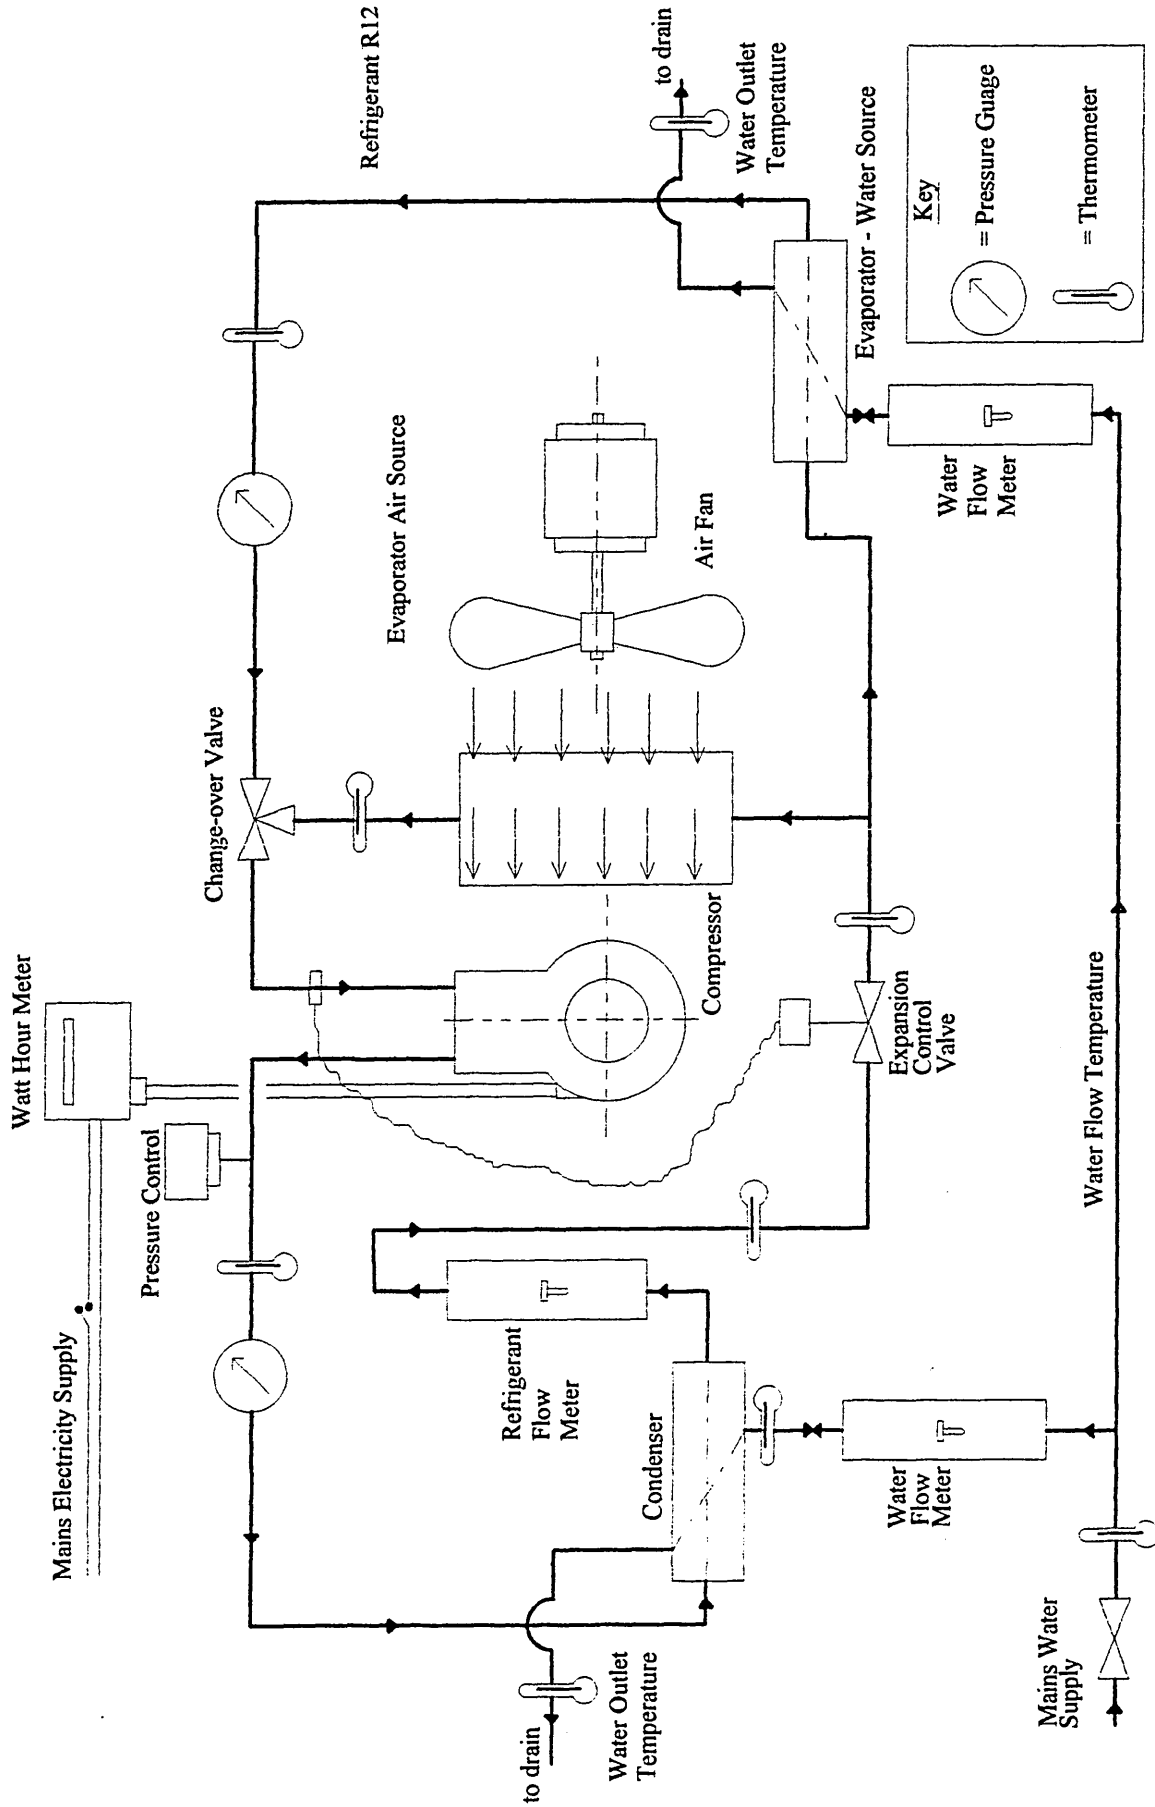 Watt Hour Meter
Mains Electricity Supply
Pressure Control
Change-over Valve
Refrigerant R12
Evaporator Air Source
Air Fan
Compressor
Refrigerant
Flow
Meter
Condenser
to drain
Water Outlet
Temperature
to drain
Water Outlet
Temperature
Evaporator - Water Source
Expansion
Control
Valve
Water
Flow
Meter
Water
Flow
Meter
Mains Water
Supply
Water Flow Temperature
Key
= Pressure Guage
= Thermometer